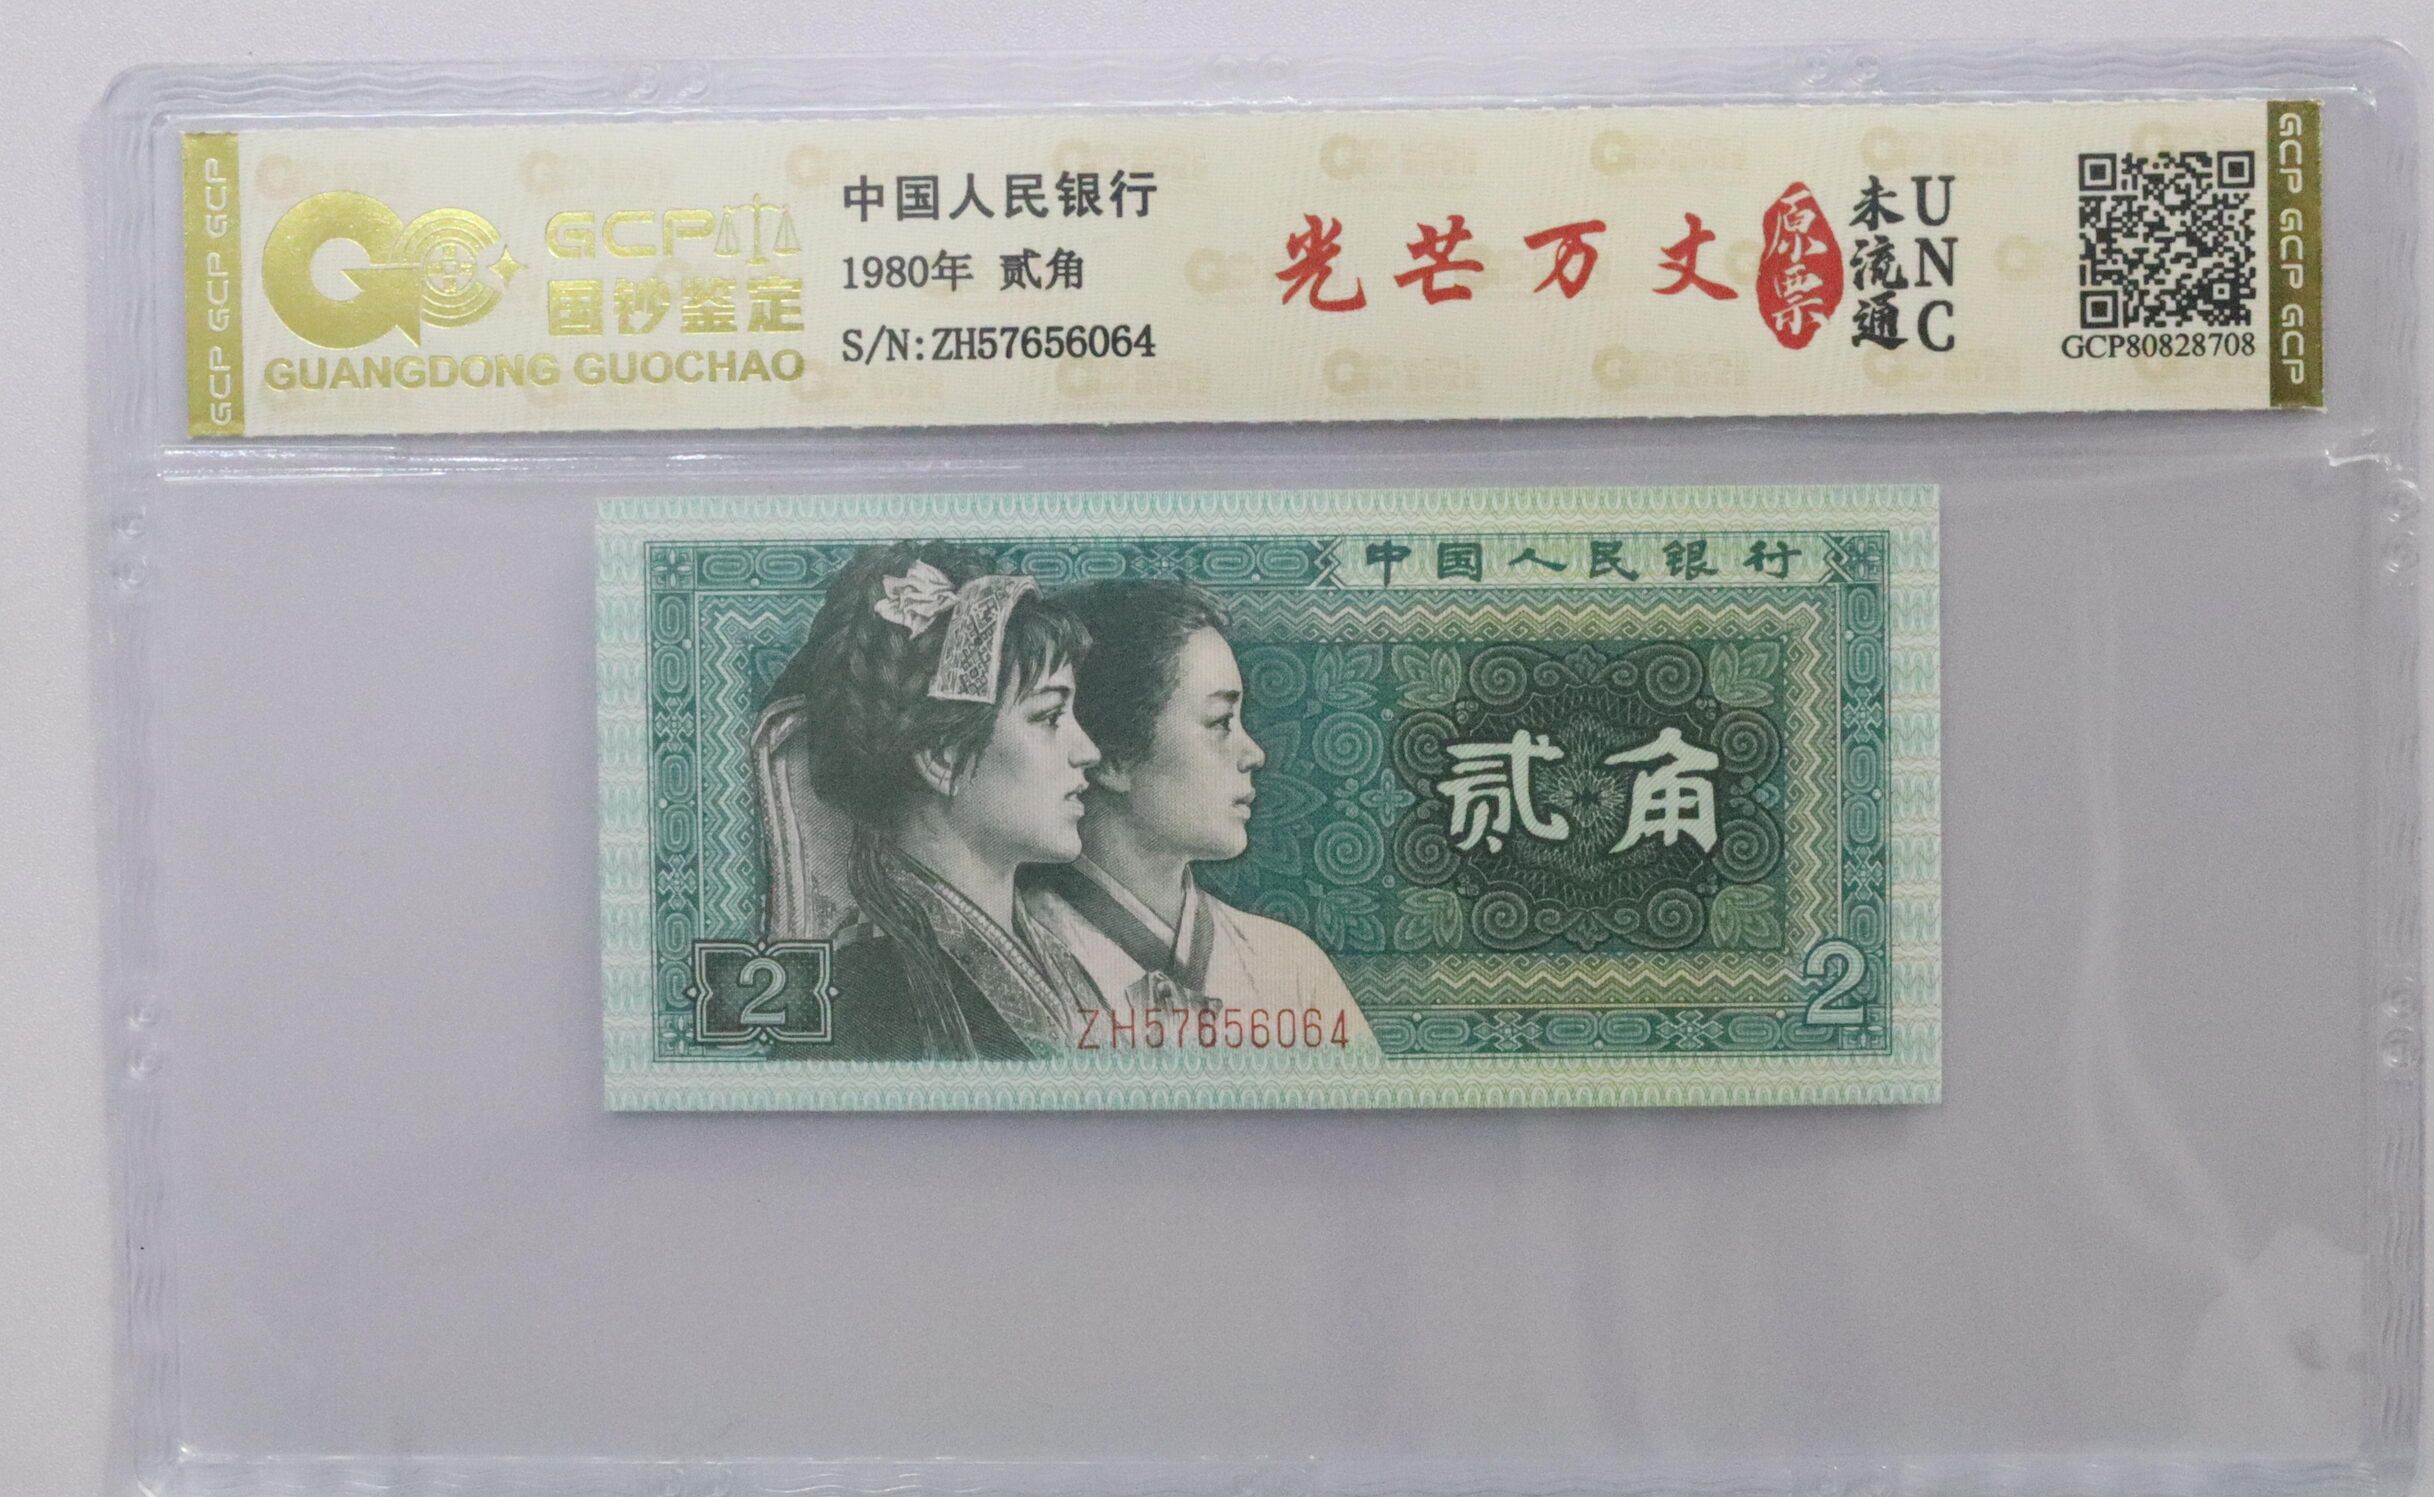 GCP GCP GCP
GCP
国钞鉴定
GUANGDONG GUOCHAO
中国人民银行
1980年 贰角
S/N:ZH57656064
光芒万丈
原票
未流通
UNC
GCP80828708
GCP GCP GCP
中国人民银行
贰角
2
2
ZH57656064